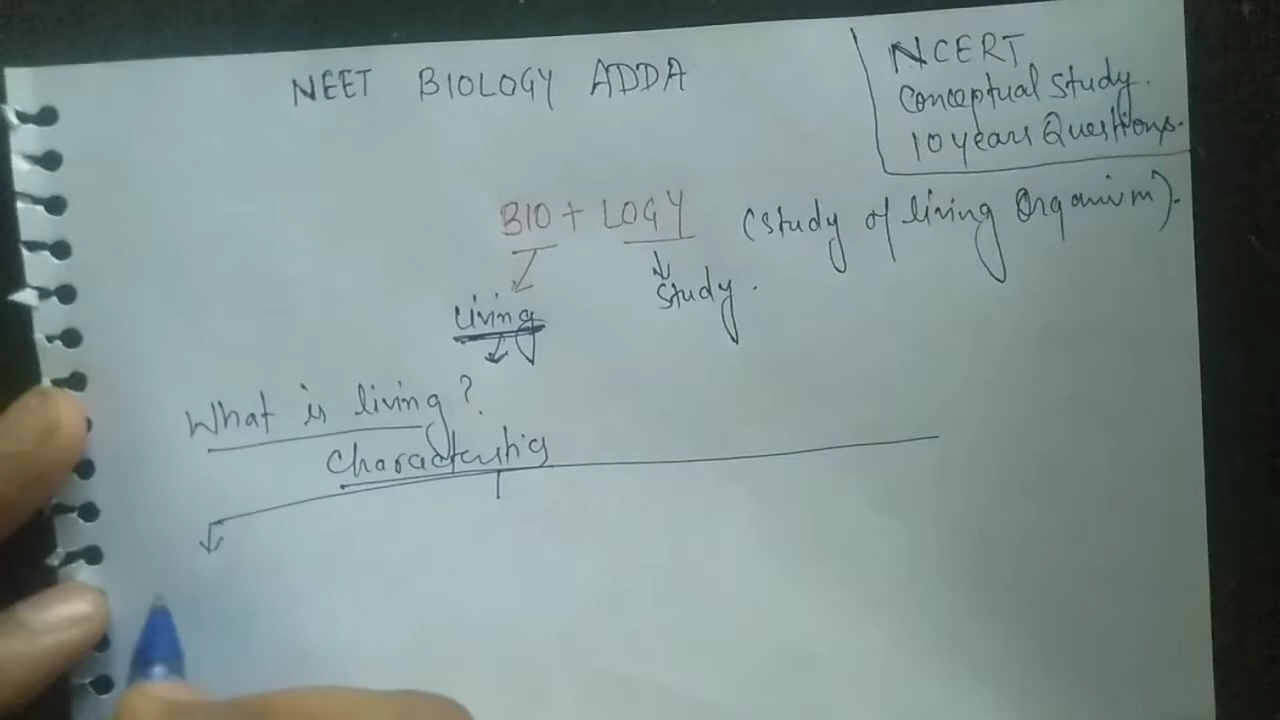 NEET BIOLOGY ADDA
NCERT
Conceptual Study.
10 years Questions.
BIO + LOGY (Study of living Organism).
Living
Study.
What is living?
Characteristics